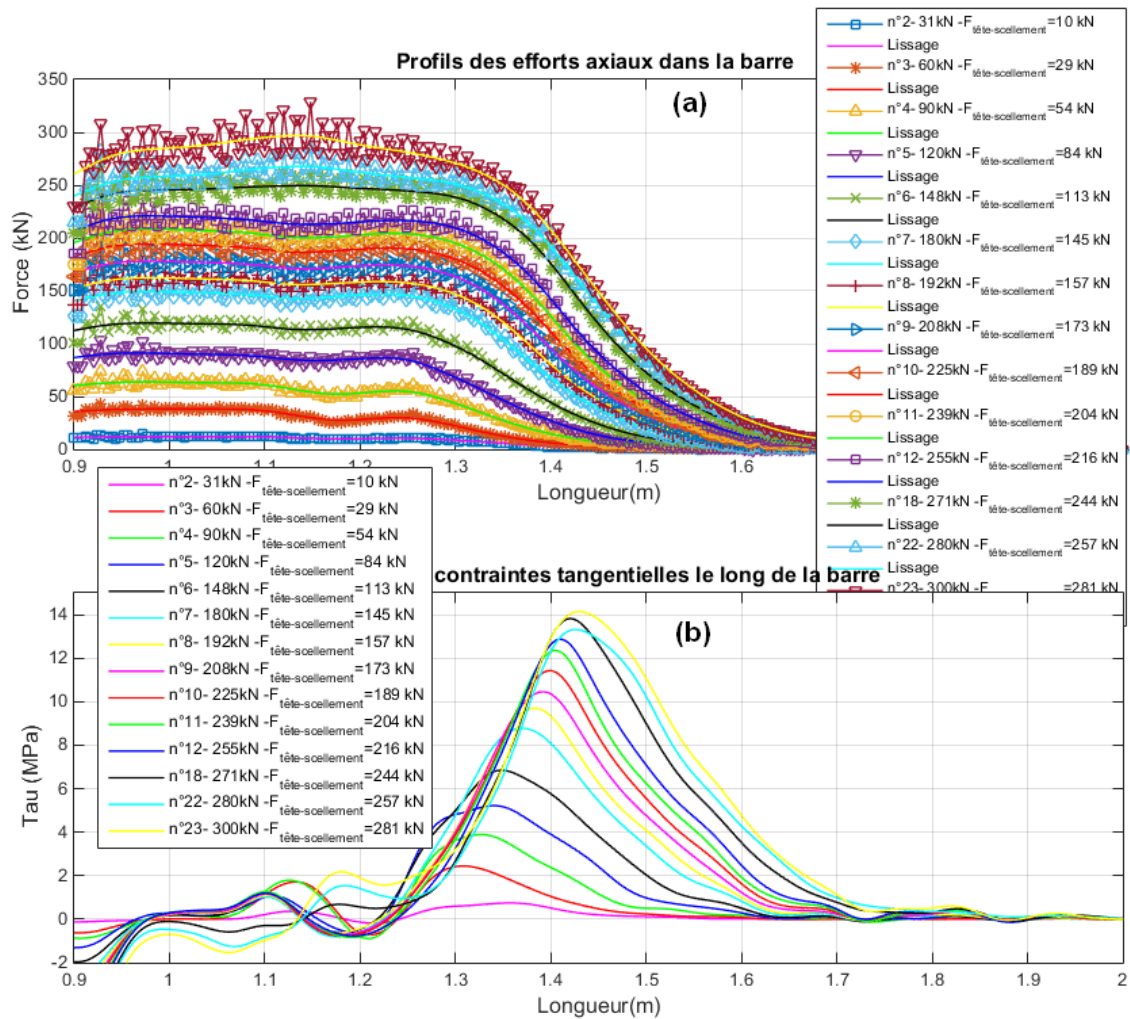 Profils des efforts axiaux dans la barre
(a)
350
300
250
200
150
100
50
0
Force (kN)
0.9 1 1.1 1.2 1.3 1.4 1.5 1.6
Longueur(m)
n°2- 31kN -Ftête-scellement=10 kN
Lissage
n°3- 60kN -Ftête-scellement=29 kN
Lissage
n°4- 90kN -Ftête-scellement=54 kN
Lissage
n°5- 120kN -Ftête-scellement=84 kN
Lissage
n°6- 148kN -Ftête-scellement=113 kN
Lissage
n°7- 180kN -Ftête-scellement=145 kN
Lissage
n°8- 192kN -Ftête-scellement=157 kN
Lissage
n°9- 208kN -Ftête-scellement=173 kN
Lissage
n°10- 225kN -Ftête-scellement=189 kN
Lissage
n°11- 239kN -Ftête-scellement=204 kN
Lissage
n°12- 255kN -Ftête-scellement=216 kN
Lissage
n°18- 271kN -Ftête-scellement=244 kN
Lissage
n°22- 280kN -Ftête-scellement=257 kN
Lissage
n°23- 300kN -F 281 kN
contraintes tangentielles le long de la barre
(b)
n°2- 31kN -Ftête-scellement=10 kN
n°3- 60kN -Ftête-scellement=29 kN
n°4- 90kN -Ftête-scellement=54 kN
n°5- 120kN -Ftête-scellement=84 kN
n°6- 148kN -Ftête-scellement=113 kN
n°7- 180kN -Ftête-scellement=145 kN
n°8- 192kN -Ftête-scellement=157 kN
n°9- 208kN -Ftête-scellement=173 kN
n°10- 225kN -Ftête-scellement=189 kN
n°11- 239kN -Ftête-scellement=204 kN
n°12- 255kN -Ftête-scellement=216 kN
n°18- 271kN -Ftête-scellement=244 kN
n°22- 280kN -Ftête-scellement=257 kN
n°23- 300kN -Ftête-scellement=281 kN
14
12
10
8
6
4
2
0
-2
Tau (MPa)
0.9 1 1.1 1.2 1.3 1.4 1.5 1.6 1.7 1.8 1.9 2
Longueur(m)